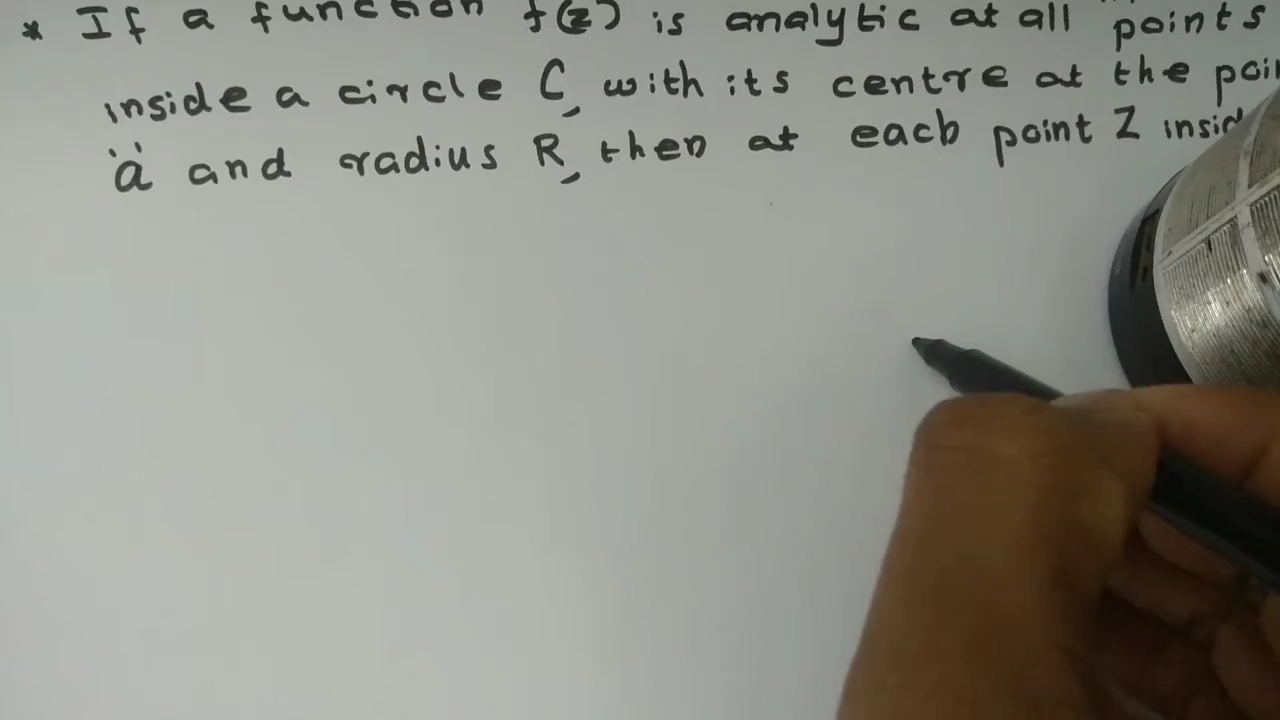 * If a function f(z) is analytic at all points
inside a circle C, with its centre at the
'a' and radius R, then at each point Z